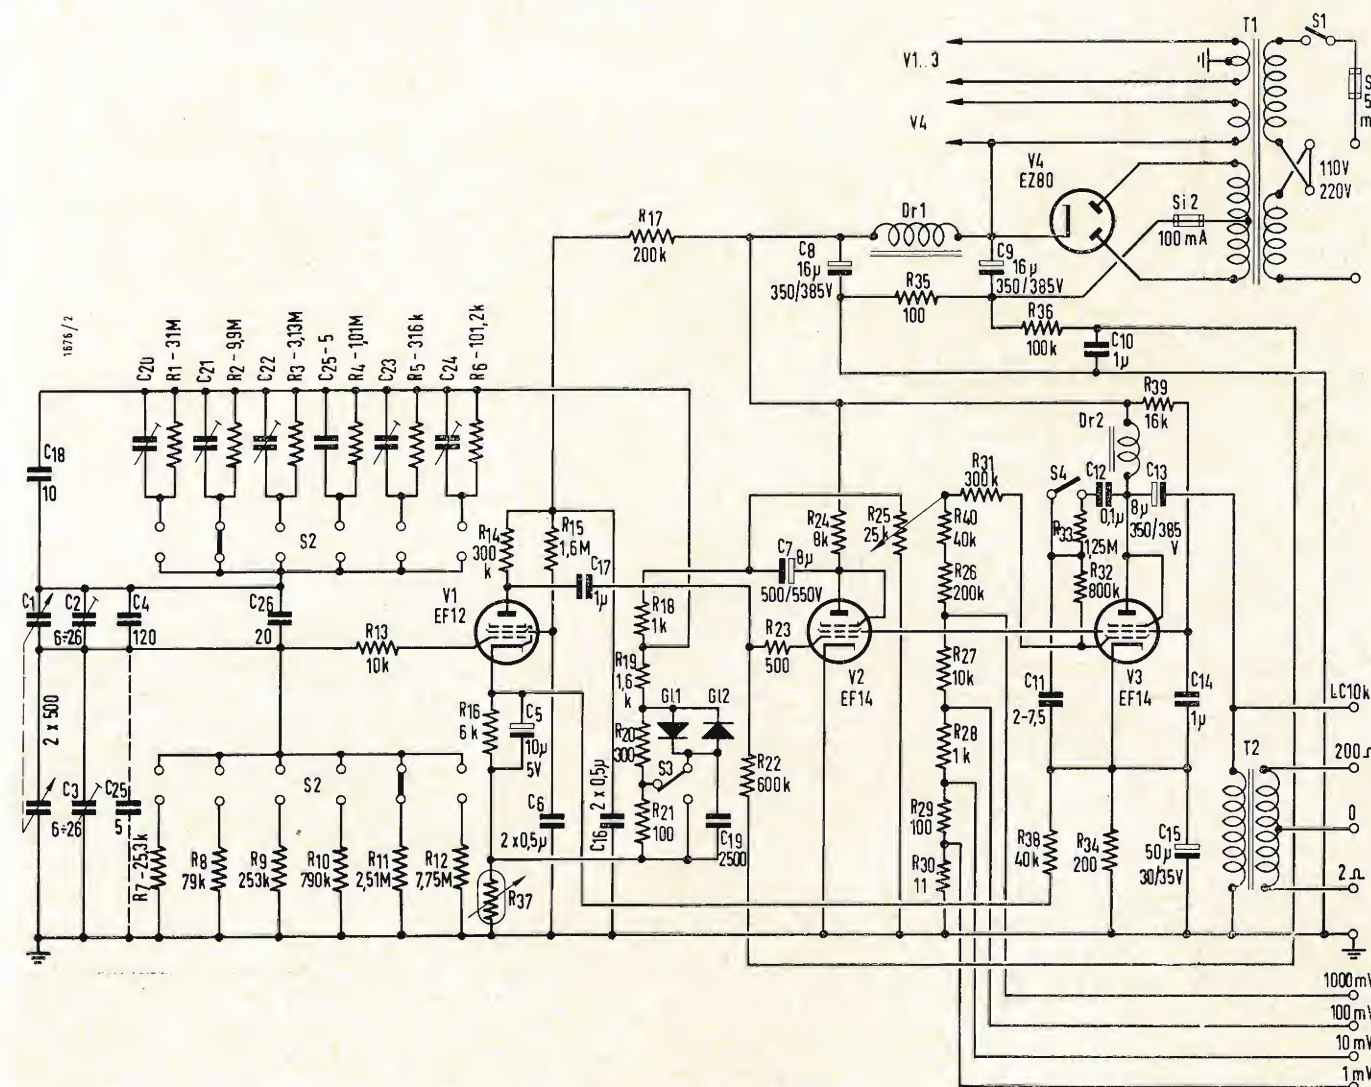 T1
S1
V1..3
S
5
m
V4
V4
EZ80
110V
220V
Si2
100 mA
R17
200k
Dr1
C8
16µ
350/385V
C9
16µ
350/385V
R35
100
R36
100k
C10
1µ
1676/2
C20
R1 - 31M
C21
R2 - 9,9M
C22
R3 - 3,13M
C25 - 5
R4 - 1,01M
C23
R5 - 316k
C24
R6 - 101,2k
R39
16k
Dr2
C18
10
R31
300k
S4
C12
0,1µ
C13
8µ
350/385
V
S2
R14
300
k
R15
1,6M
C17
1µ
R24
8k
R25
25k
R40
40k
R33
125M
C7
8µ
500/550V
R26
200k
R32
800k
C1
C2
6÷26
C4
120
C26
20
V1
EF12
R18
1k
R13
10k
R23
500
R19
1,6
k
V2
EF14
R27
10k
V3
EF14
C11
2-7,5
C14
1µ
2 x 500
R16
6k
C5
10µ
5V
Gl1
Gl2
R20
300
R28
1k
LC10k
200Ω
T2
S2
S3
R22
600k
C3
6÷26
C25
5
C6
2 x 0,5µ
C16
2 x 0,5µ
R21
100
C19
2500
R29
100
R38
40k
R34
200
C15
50µ
30/35V
0
R7 - 25,3k
R8
79k
R9
253k
R10
790k
R11
2,51M
R12
7,75M
R37
R30
11
2Ω
1000mV
100mV
10mV
1mV